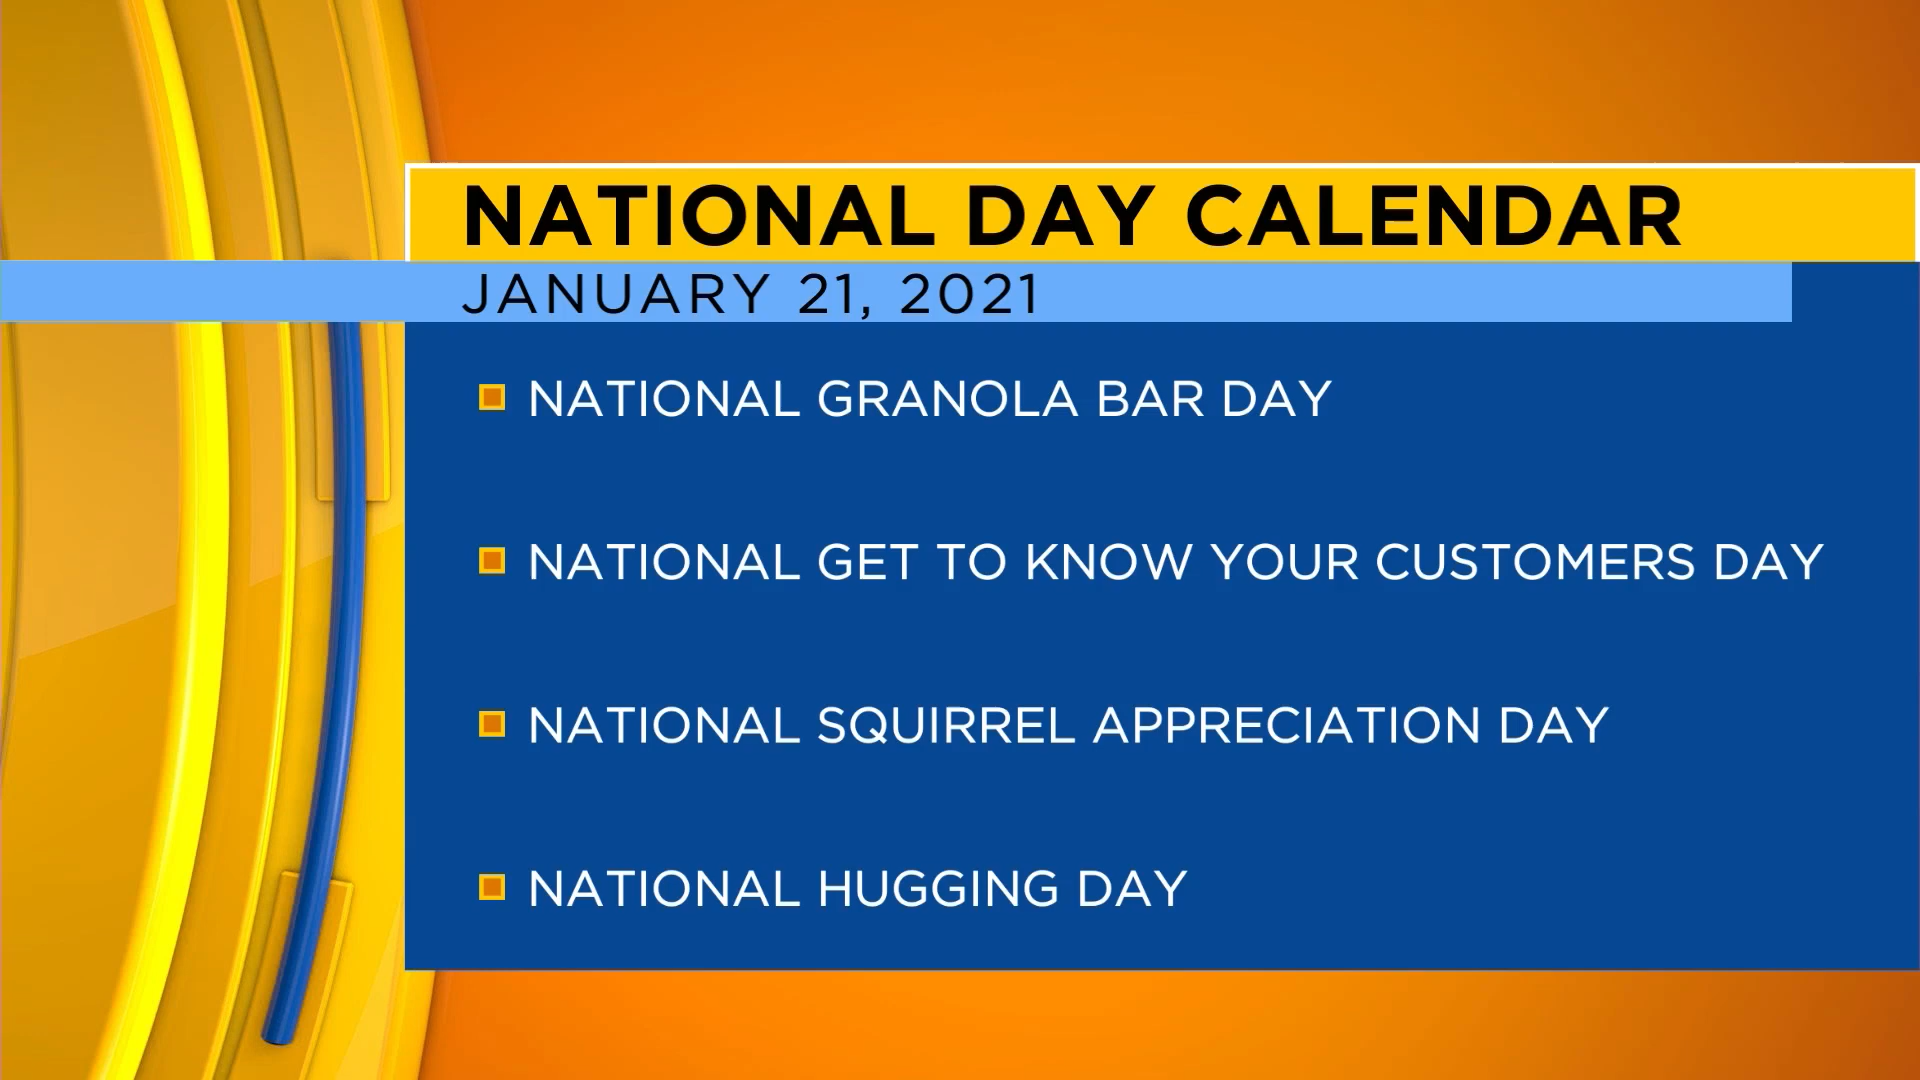 NATIONAL DAY CALENDAR
JANUARY 21, 2021
NATIONAL GRANOLA BAR DAY
NATIONAL GET TO KNOW YOUR CUSTOMERS DAY
NATIONAL SQUIRREL APPRECIATION DAY
NATIONAL HUGGING DAY